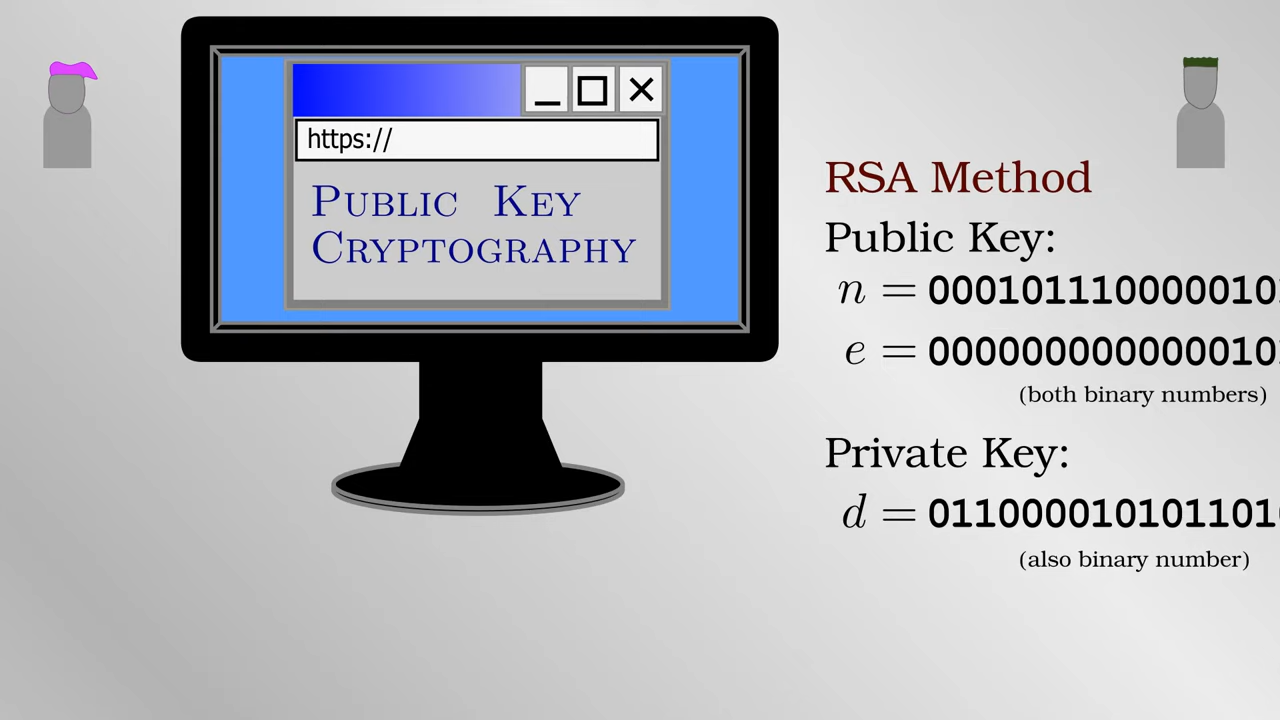 https://
PUBLIC KEY
CRYPTOGRAPHY
RSA Method
Public Key:
n = 000101110000010
e = 000000000000010
(both binary numbers)
Private Key:
d = 011000010101101
(also binary number)